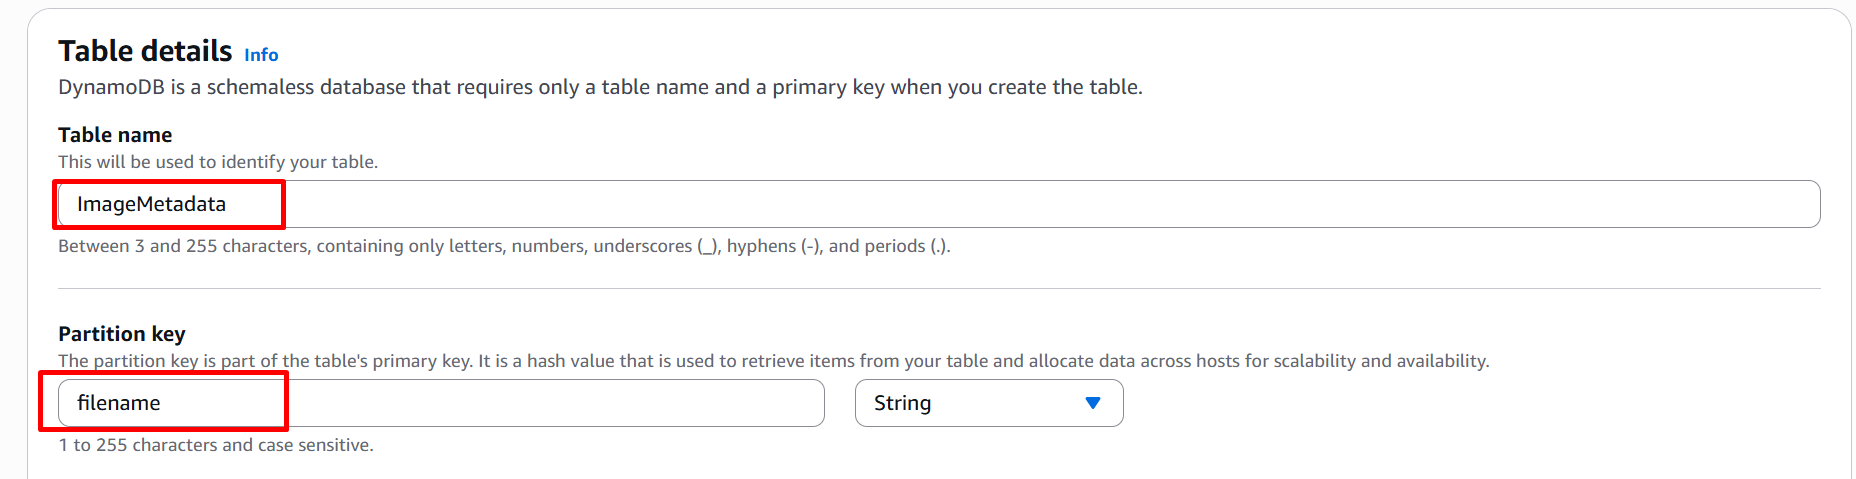 Table details Info
DynamoDB is a schemaless database that requires only a table name and a primary key when you create the table.
Table name
This will be used to identify your table.
ImageMetadata
Between 3 and 255 characters, containing only letters, numbers, underscores (_), hyphens (-), and periods (.).
Partition key
The partition key is part of the table's primary key. It is a hash value that is used to retrieve items from your table and allocate data across hosts for scalability and availability.
filename String
1 to 255 characters and case sensitive.